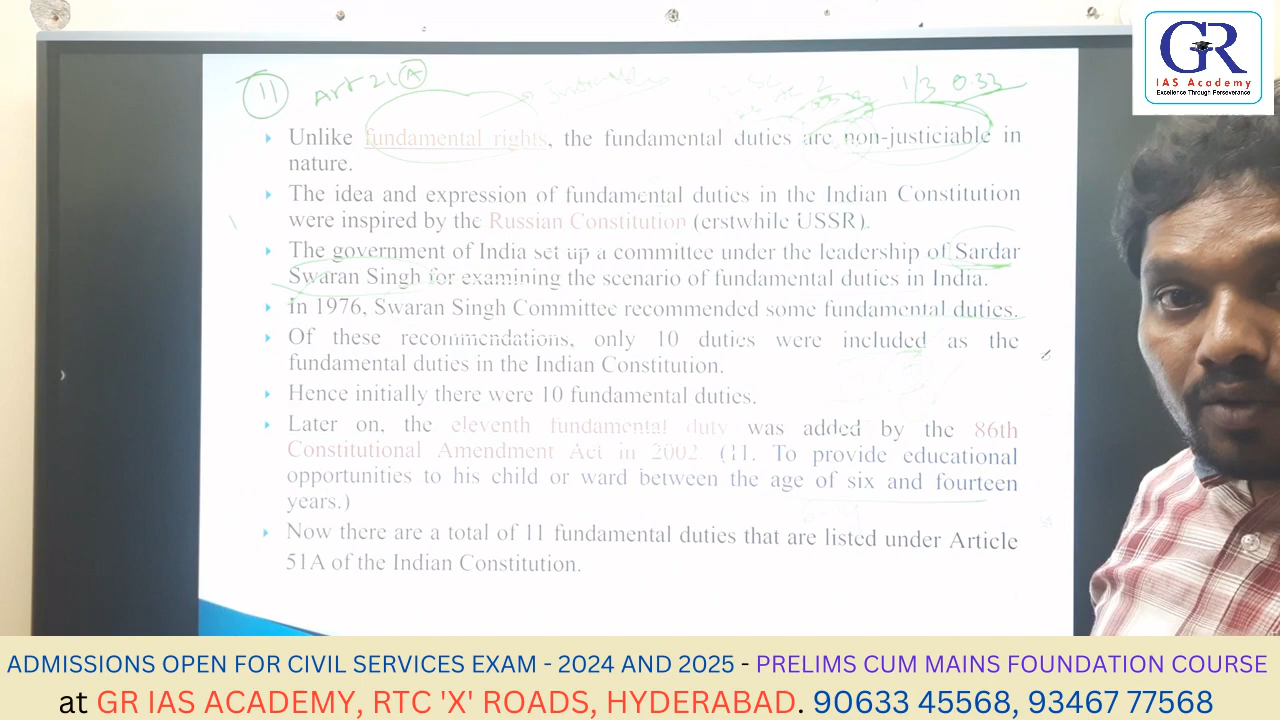 GR
IAS Academy
Excellence Through Perseverance
11 Art 21 A 1/3 0.33
Unlike fundamental rights, the fundamental duties are non-justiciable in
nature.
The idea and expression of fundamental duties in the Indian Constitution
were inspired by the Russian Constitution (erstwhile USSR).
The government of India set up a committee under the leadership of Sardar
Swaran Singh for examining the scenario of fundamental duties in India.
In 1976, Swaran Singh Committee recommended some fundamental duties.
Of these recommendations, only 10 duties were included as the
fundamental duties in the Indian Constitution.
Hence initially there were 10 fundamental duties.
Later on, the eleventh fundamental duty was added by the 86th
Constitutional Amendment Act in 2002. (11. To provide educational
opportunities to his child or ward between the age of six and fourteen
years.)
Now there are a total of 11 fundamental duties that are listed under Article
51A of the Indian Constitution.
ADMISSIONS OPEN FOR CIVIL SERVICES EXAM - 2024 AND 2025 - PRELIMS CUM MAINS FOUNDATION COURSE
at GR IAS ACADEMY, RTC 'X' ROADS, HYDERABAD. 90633 45568, 93467 77568